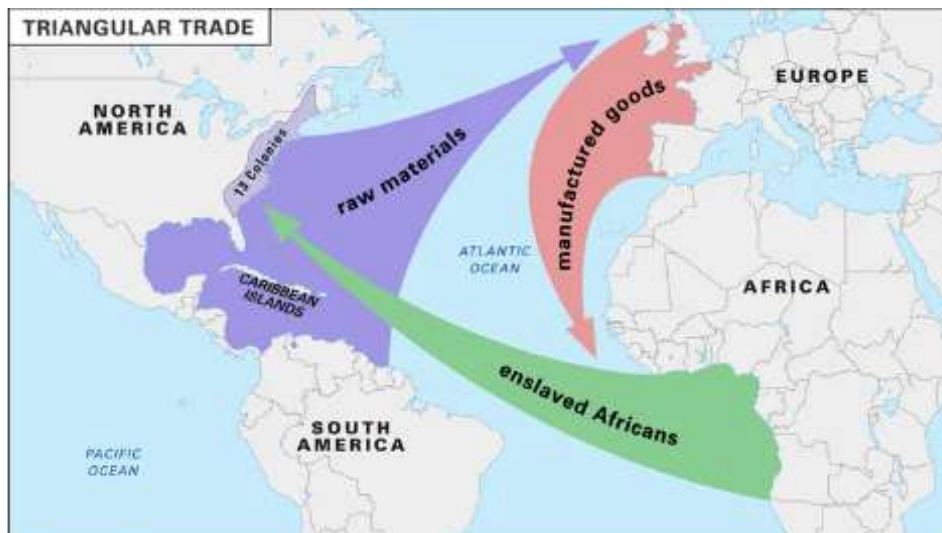 TRIANGULAR TRADE
NORTH
AMERICA
13 Colonies
raw materials
manufactured goods
EUROPE
ATLANTIC
OCEAN
CARIBBEAN
ISLANDS
AFRICA
enslaved Africans
SOUTH
AMERICA
PACIFIC
OCEAN